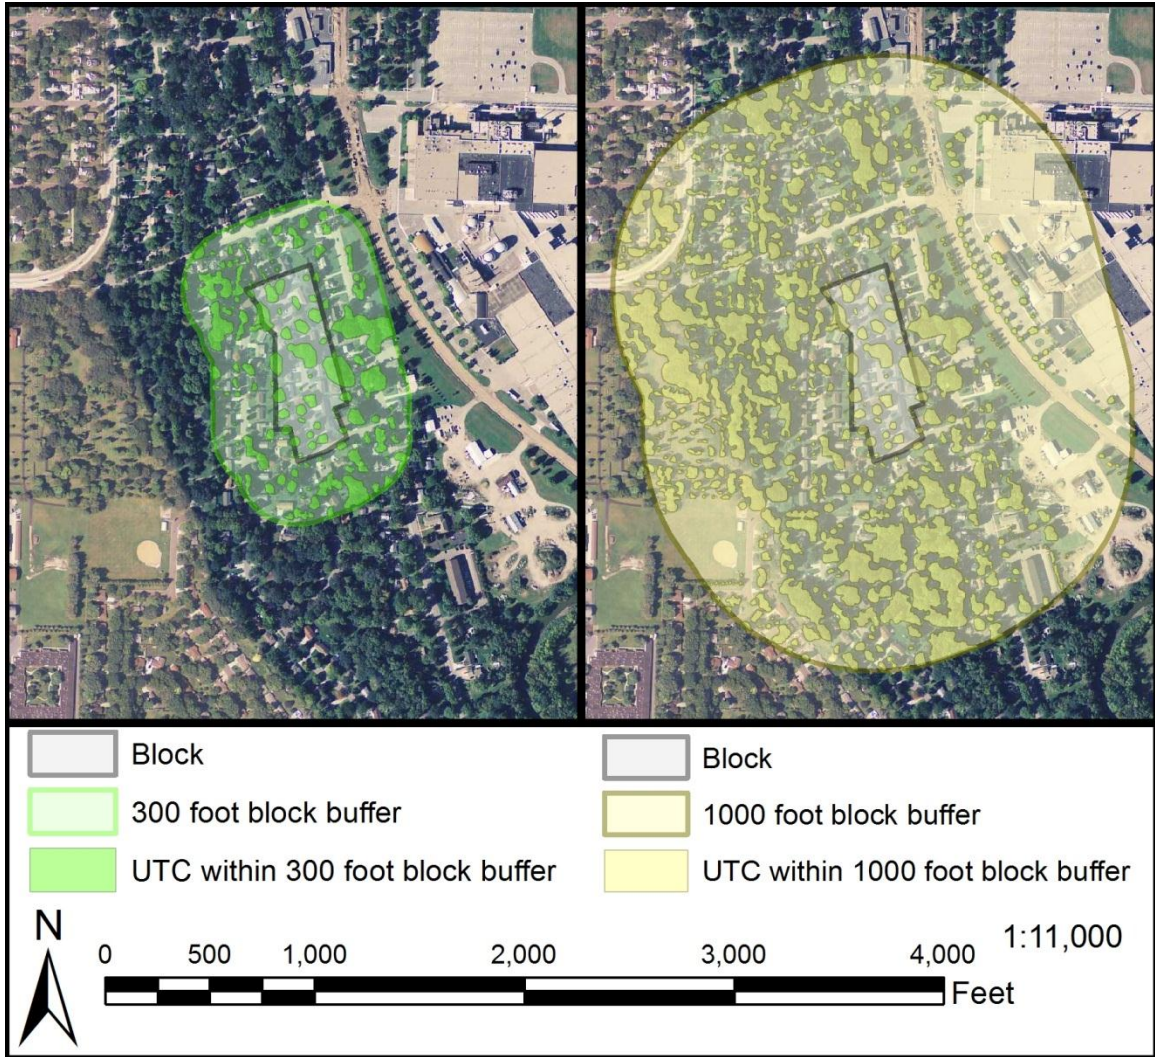 Block
300 foot block buffer
UTC within 300 foot block buffer
Block
1000 foot block buffer
UTC within 1000 foot block buffer
N
0 500 1,000 2,000 3,000 4,000
Feet
1:11,000